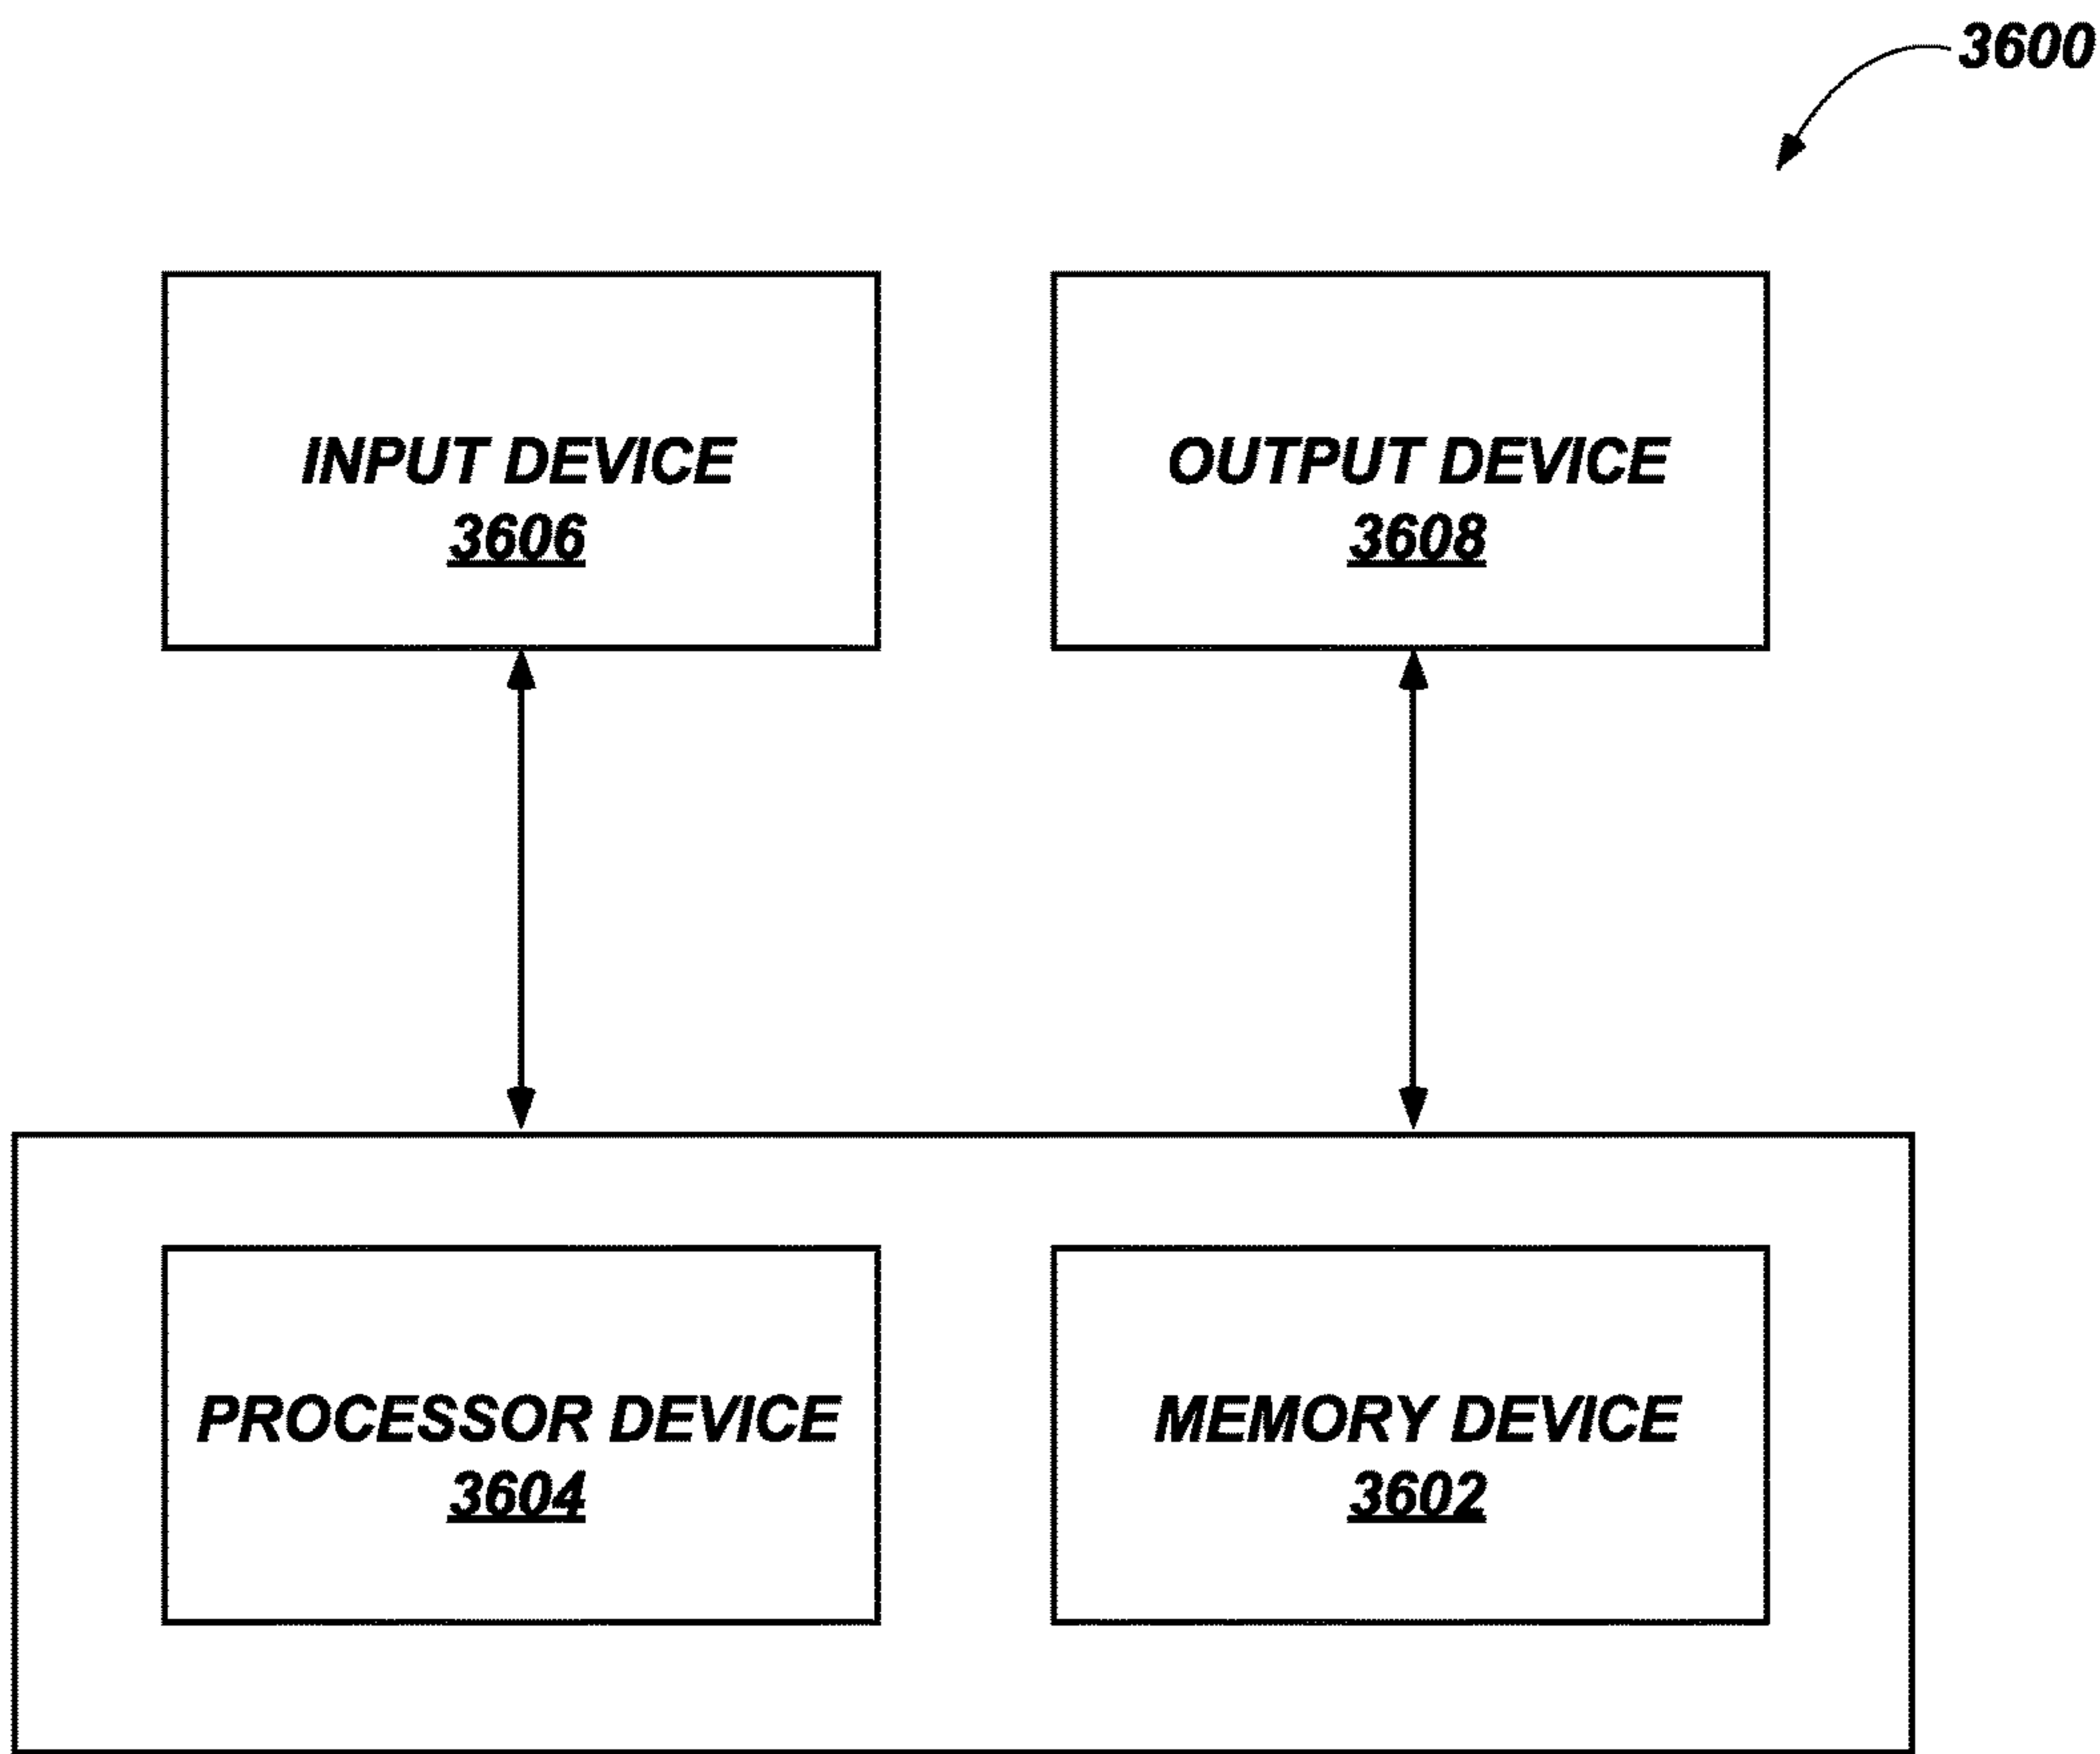 3600
INPUT DEVICE
3606
OUTPUT DEVICE
3608
PROCESSOR DEVICE
3604
MEMORY DEVICE
3602